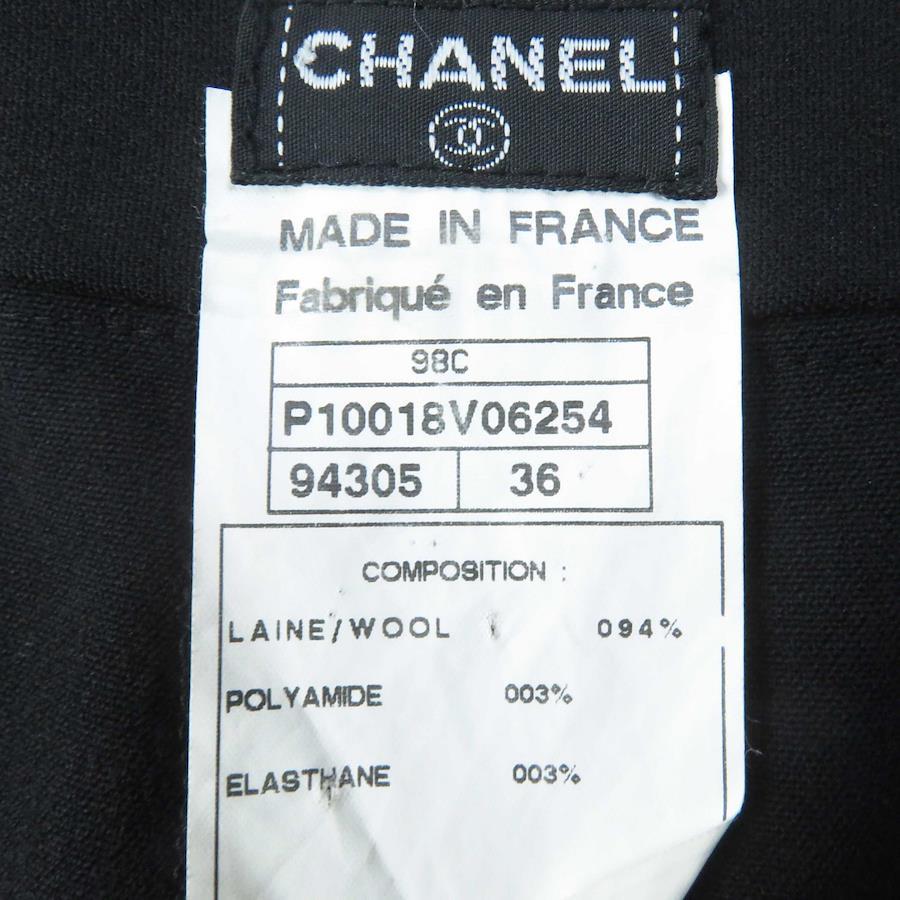 CHANEL
MADE IN FRANCE
Fabriqué en France
98C
P10018V06254
94305 36
COMPOSITION :
LAINE/WOOL 094%
POLYAMIDE 003%
ELASTHANE 003%